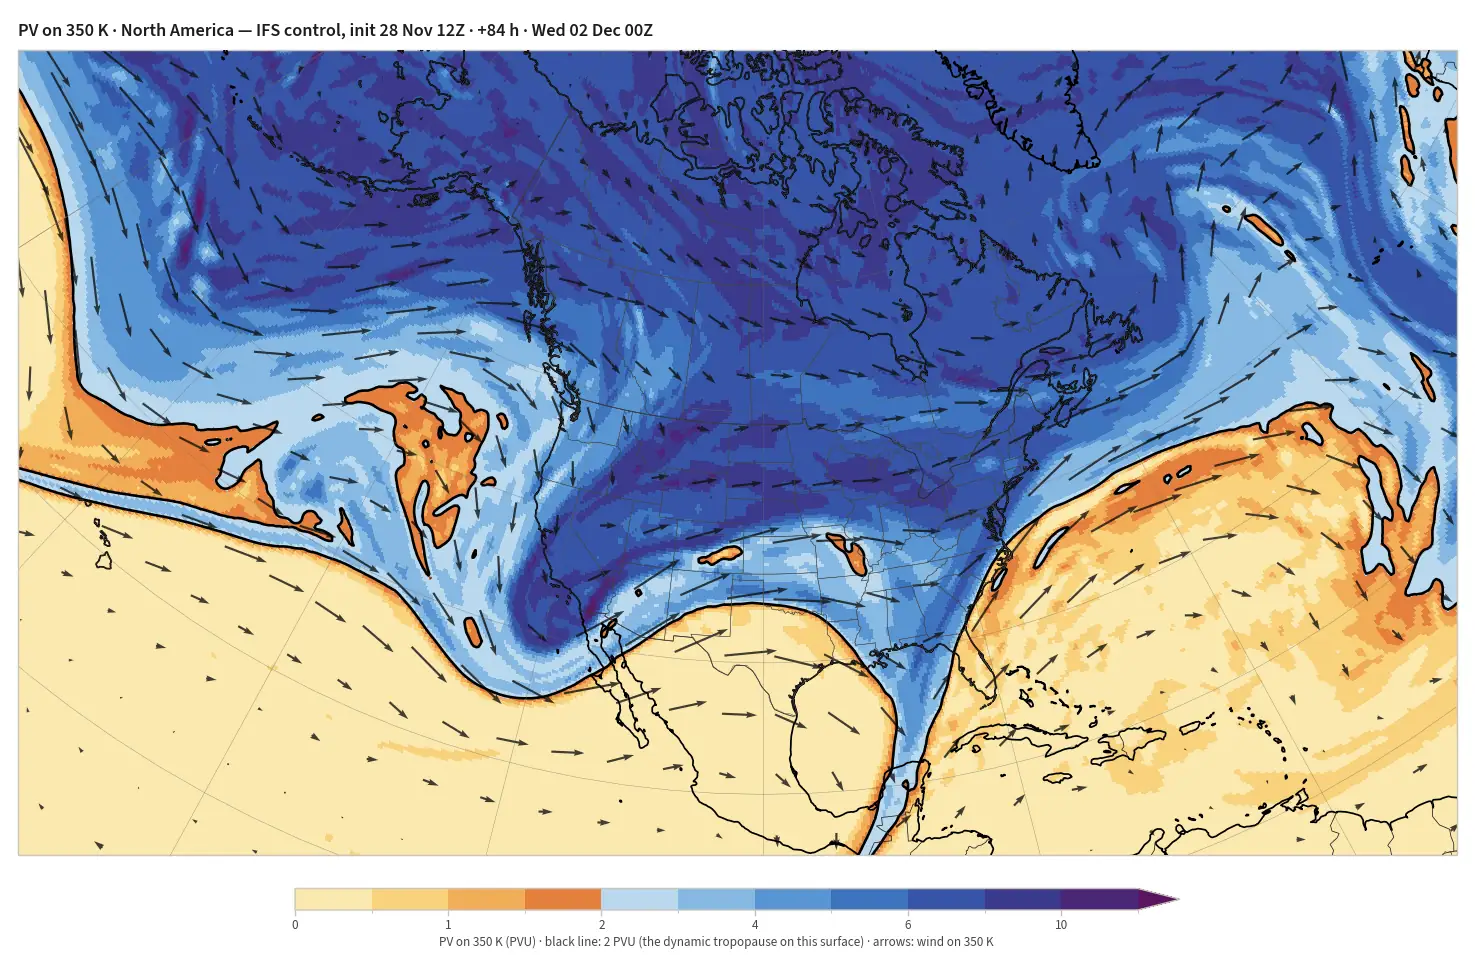 PV on 350 K · North America — IFS control, init 28 Nov 12Z · +84 h · Wed 02 Dec 00Z
0 1 2 4 6 10
PV on 350 K (PVU) · black line: 2 PVU (the dynamic tropopause on this surface) · arrows: wind on 350 K